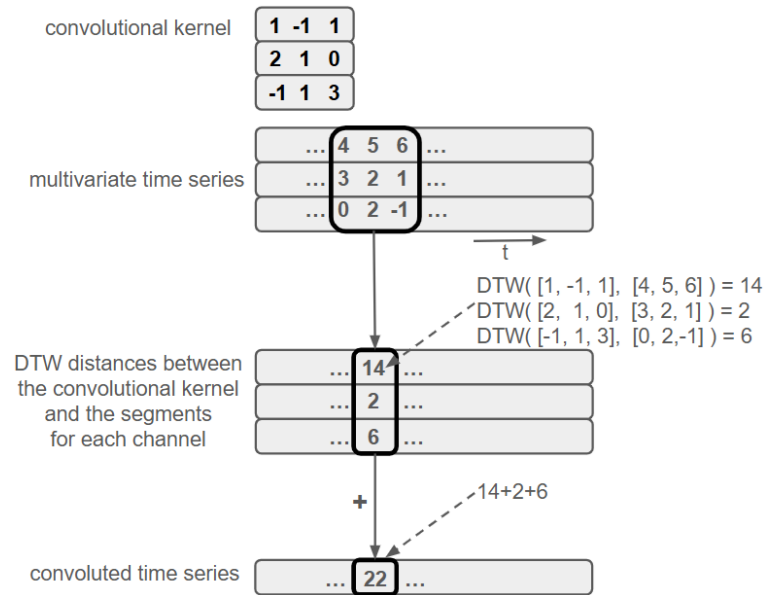 convolutional kernel
1 -1 1
2 1 0
-1 1 3
multivariate time series
... 4 5 6 ...
... 3 2 1 ...
... 0 2 -1 ...
t
DTW( [1, -1, 1], [4, 5, 6] ) = 14
DTW( [2, 1, 0], [3, 2, 1] ) = 2
DTW( [-1, 1, 3], [0, 2,-1] ) = 6
DTW distances between
the convolutional kernel
and the segments
for each channel
... 14 ...
... 2 ...
... 6 ...
+
14+2+6
convoluted time series
... 22 ...